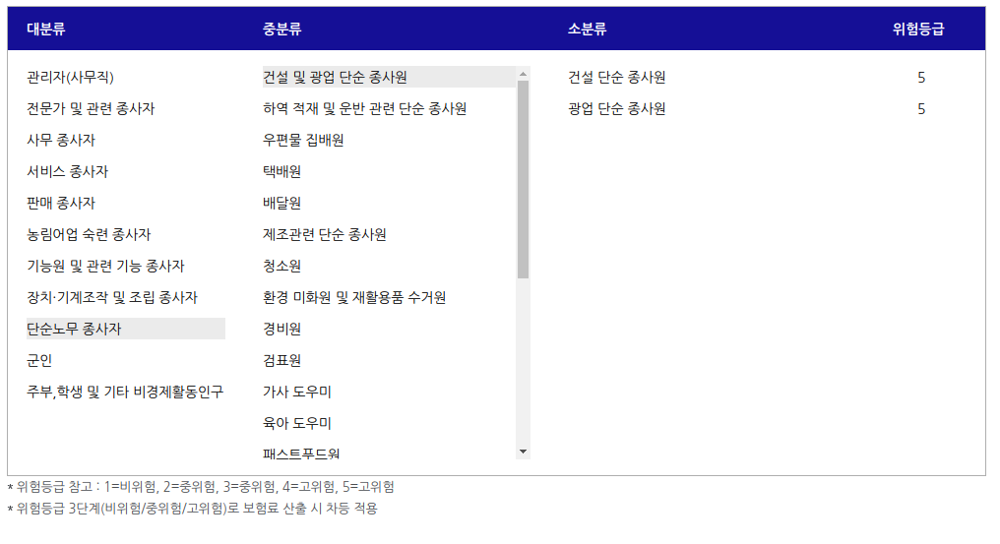 대분류 중분류 소분류 위험등급
관리자(사무직) 건설 및 광업 단순 종사원 건설 단순 종사원 5
전문가 및 관련 종사자 하역 적재 및 운반 관련 단순 종사원 광업 단순 종사원 5
사무 종사자 우편물 집배원
서비스 종사자 택배원
판매 종사자 배달원
농림어업 숙련 종사자 제조관련 단순 종사원
기능원 및 관련 기능 종사자 청소원
장치·기계조작 및 조립 종사자 환경 미화원 및 재활용품 수거원
단순노무 종사자 경비원
군인 검표원
주부,학생 및 기타 비경제활동인구 가사 도우미
육아 도우미
패스트푸드원
* 위험등급 참고 : 1=비위험, 2=중위험, 3=중위험, 4=고위험, 5=고위험
* 위험등급 3단계(비위험/중위험/고위험)로 보험료 산출 시 차등 적용